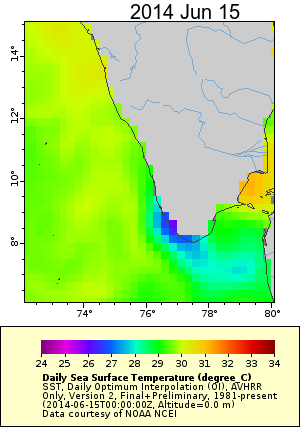 2014 Jun 15
14°
12°
10°
8°
74°
76°
78°
80°
24 25 26 27 28 29 30 31 32 33 34
Daily Sea Surface Temperature (degree_C)
SST, Daily Optimum Interpolation (OI), AVHRR
Only, Version 2, Final+Preliminary, 1981-present
(2014-06-15T00:00:00Z, Altitude=0.0 m)
Data courtesy of NOAA NCEI